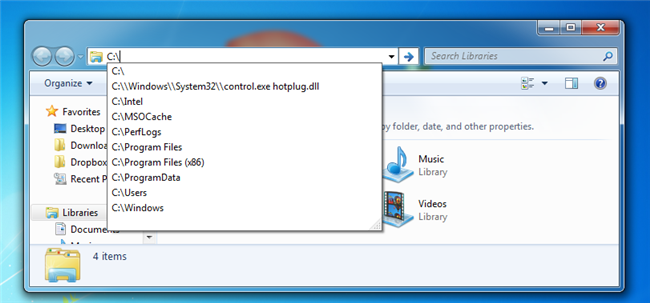 C:\
Search Libraries
C:\
C:\\Windows\\System32\\control.exe hotplug.dll
C:\Intel
C:\MSOCache
C:\PerfLogs
C:\Program Files
C:\Program Files (x86)
C:\ProgramData
C:\Users
C:\Windows
Organize
Favorites
Desktop
Downloa
Dropbox
Recent P
Libraries
Documents
by folder, date, and other properties.
Music
Library
Videos
Library
4 items